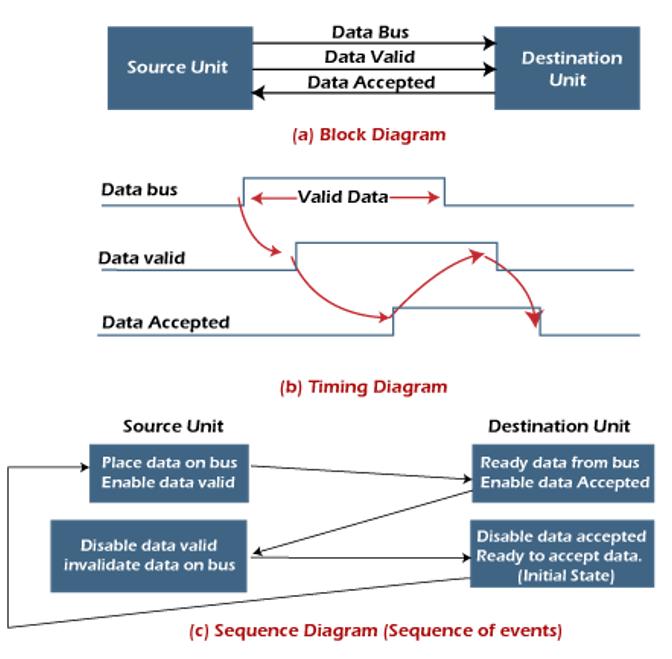 Data Bus
Source Unit
Data Valid
Destination
Unit
Data Accepted
(a) Block Diagram
Data bus
Valid Data
Data valid
Data Accepted
(b) Timing Diagram
Source Unit
Destination Unit
Place data on bus
Enable data valid
Ready data from bus
Enable data Accepted
Disable data valid
invalidate data on bus
Disable data accepted
Ready to accept data.
(Initial State)
(c) Sequence Diagram (Sequence of events)